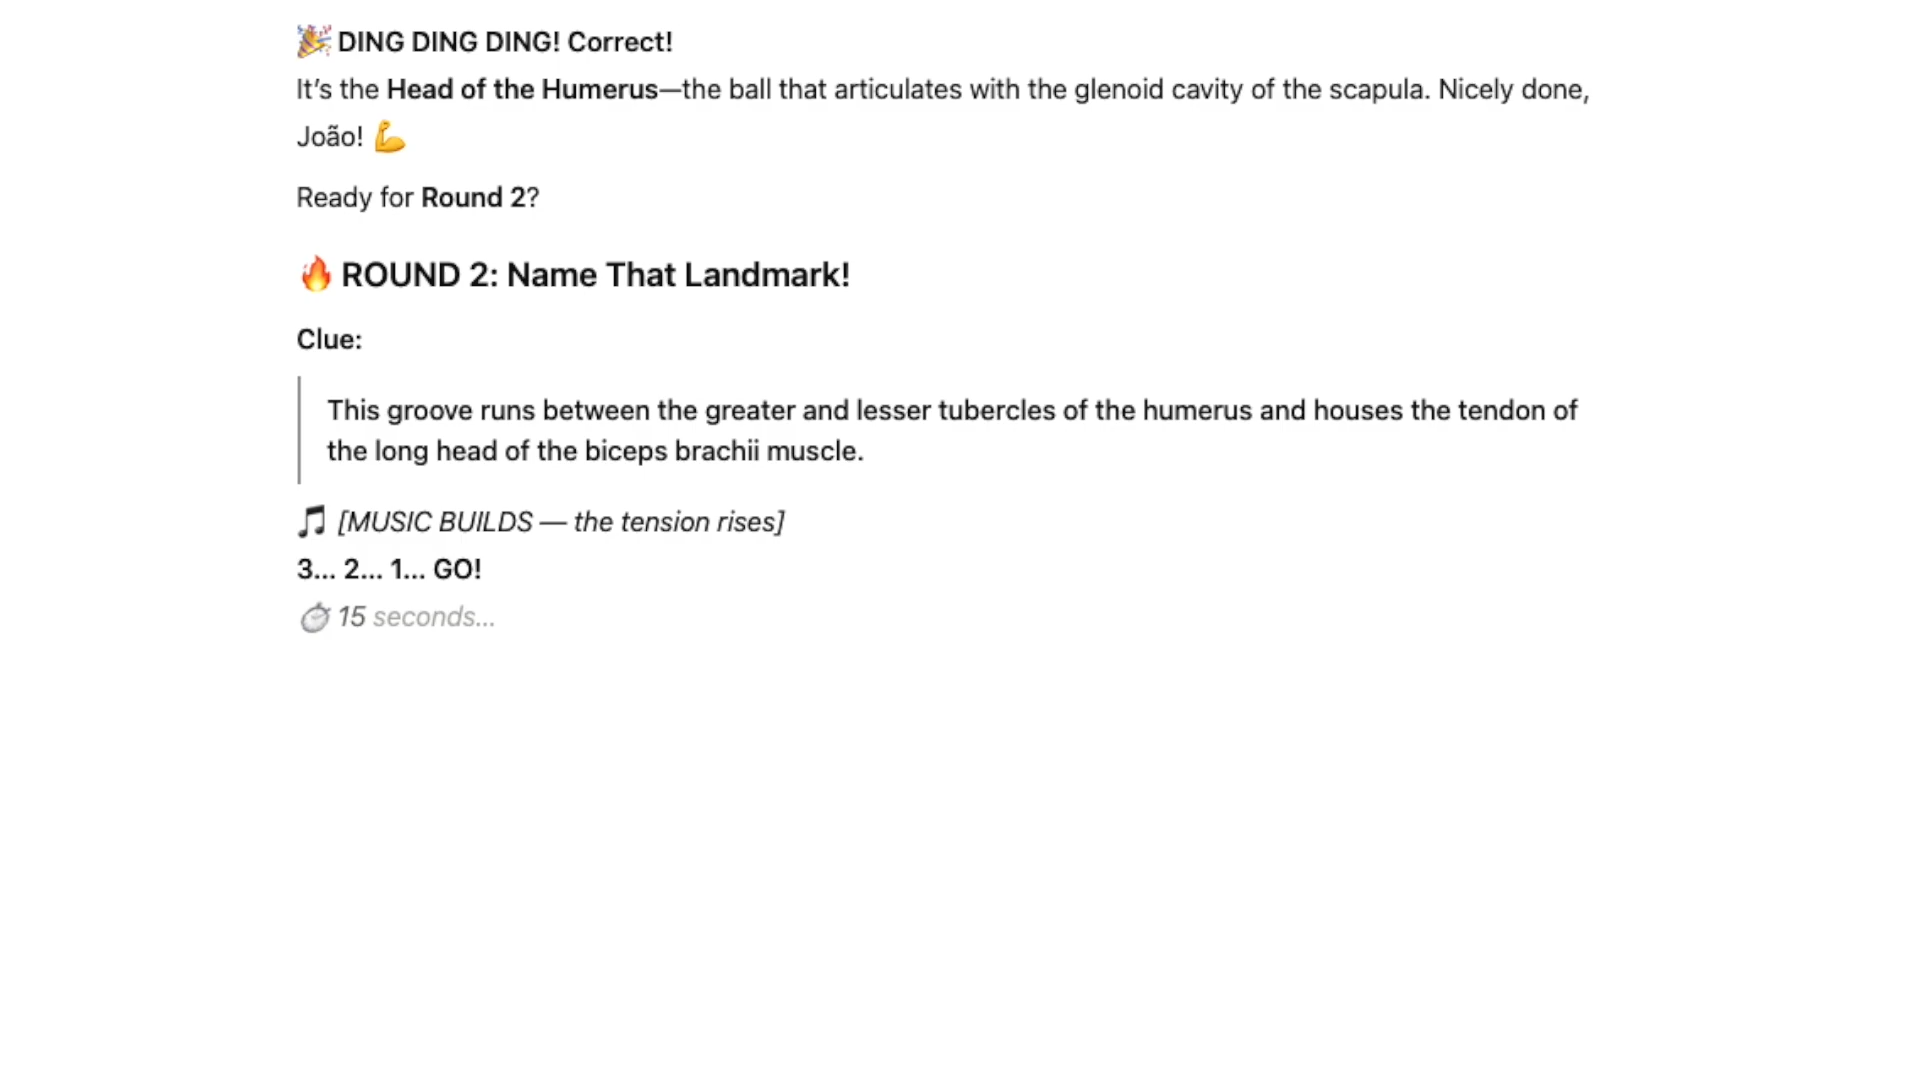 🎉 DING DING DING! Correct!
It’s the Head of the Humerus—the ball that articulates with the glenoid cavity of the scapula. Nicely done,
João! 💪
Ready for Round 2?
🔥 ROUND 2: Name That Landmark!
Clue:
This groove runs between the greater and lesser tubercles of the humerus and houses the tendon of
the long head of the biceps brachii muscle.
🎵 [MUSIC BUILDS — the tension rises]
3... 2... 1... GO!
⏱️ 15 seconds...